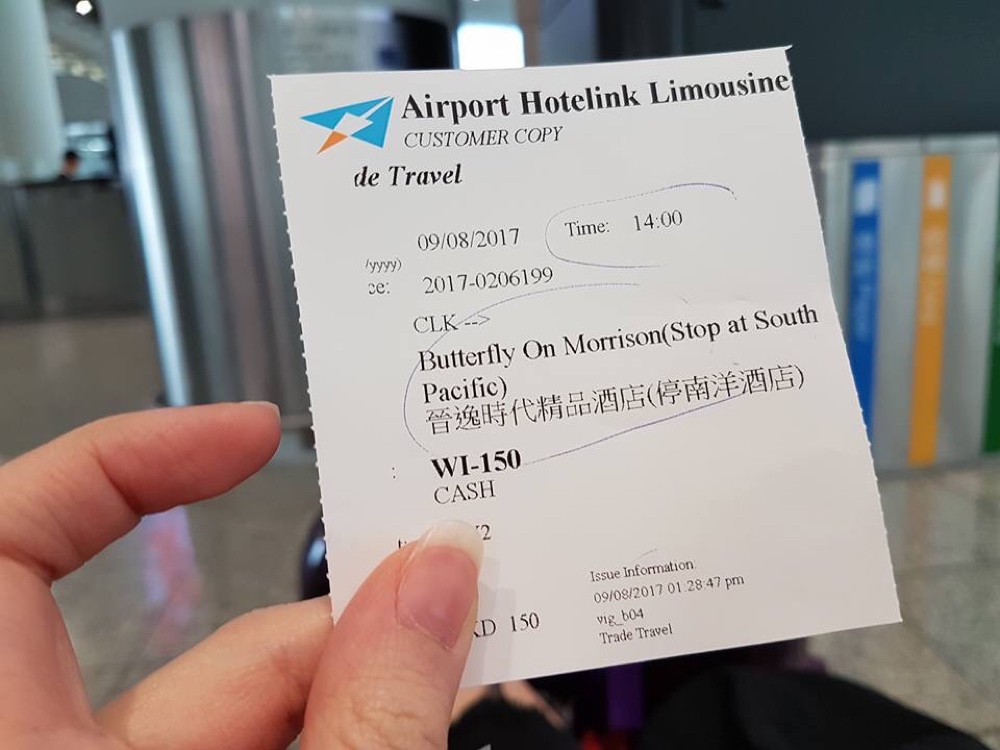 Airport Hotelink Limousine
CUSTOMER COPY
de Travel
09/08/2017 Time: 14:00
/yyyy)
ce: 2017-0206199
CLK -->
Butterfly On Morrison(Stop at South
Pacific)
晉逸時代精品酒店(停南洋酒店)
: WI-150
CASH
2
KD 150
Issue Information
09/08/2017 01:28:47 pm
vig_b04
Trade Travel